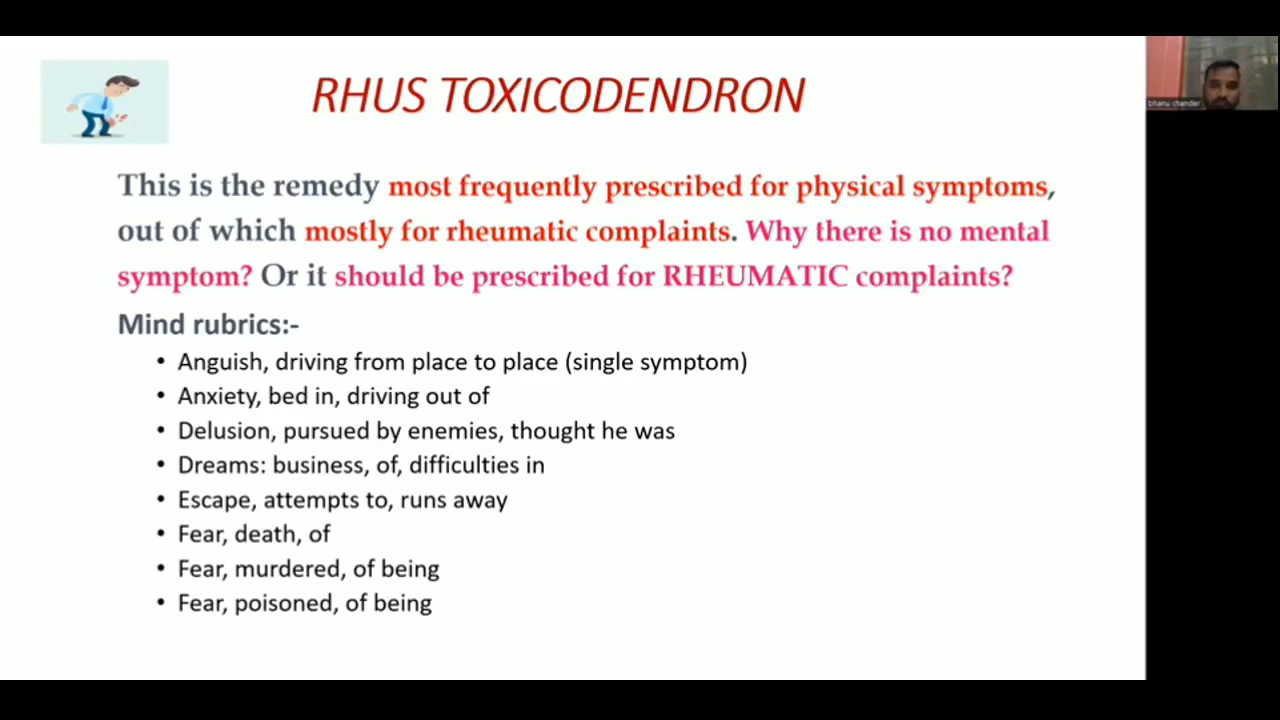 RHUS TOXICODENDRON
bhanu chander
This is the remedy most frequently prescribed for physical symptoms,
out of which mostly for rheumatic complaints. Why there is no mental
symptom? Or it should be prescribed for RHEUMATIC complaints?
Mind rubrics:-
• Anguish, driving from place to place (single symptom)
• Anxiety, bed in, driving out of
• Delusion, pursued by enemies, thought he was
• Dreams: business, of, difficulties in
• Escape, attempts to, runs away
• Fear, death, of
• Fear, murdered, of being
• Fear, poisoned, of being